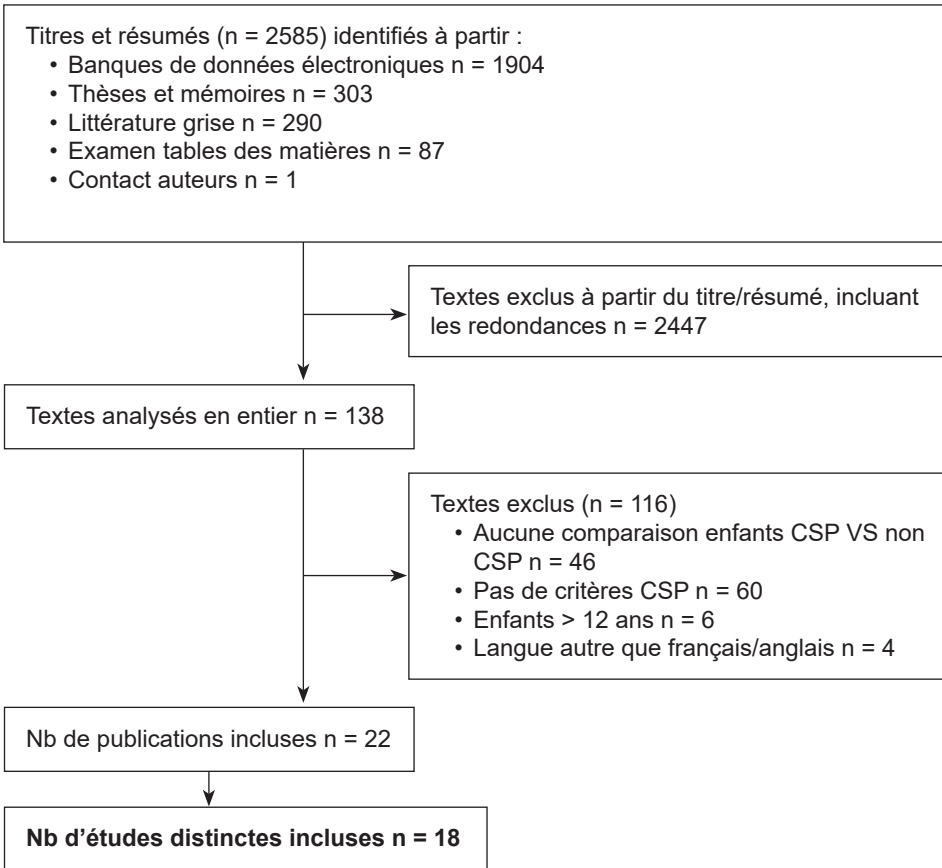 Titres et résumés (n = 2585) identifiés à partir :
• Banques de données électroniques n = 1904
• Thèses et mémoires n = 303
• Littérature grise n = 290
• Examen tables des matières n = 87
• Contact auteurs n = 1
Textes exclus à partir du titre/résumé, incluant
les redondances n = 2447
Textes analysés en entier n = 138
Textes exclus (n = 116)
• Aucune comparaison enfants CSP VS non
CSP n = 46
• Pas de critères CSP n = 60
• Enfants > 12 ans n = 6
• Langue autre que français/anglais n = 4
Nb de publications incluses n = 22
Nb d’études distinctes incluses n = 18